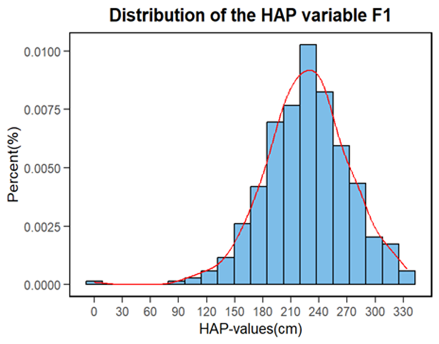 Distribution of the HAP variable F1
Percent(%)
0.0100
0.0075
0.0050
0.0025
0.0000
0 30 60 90 120 150 180 210 240 270 300 330
HAP-values(cm)